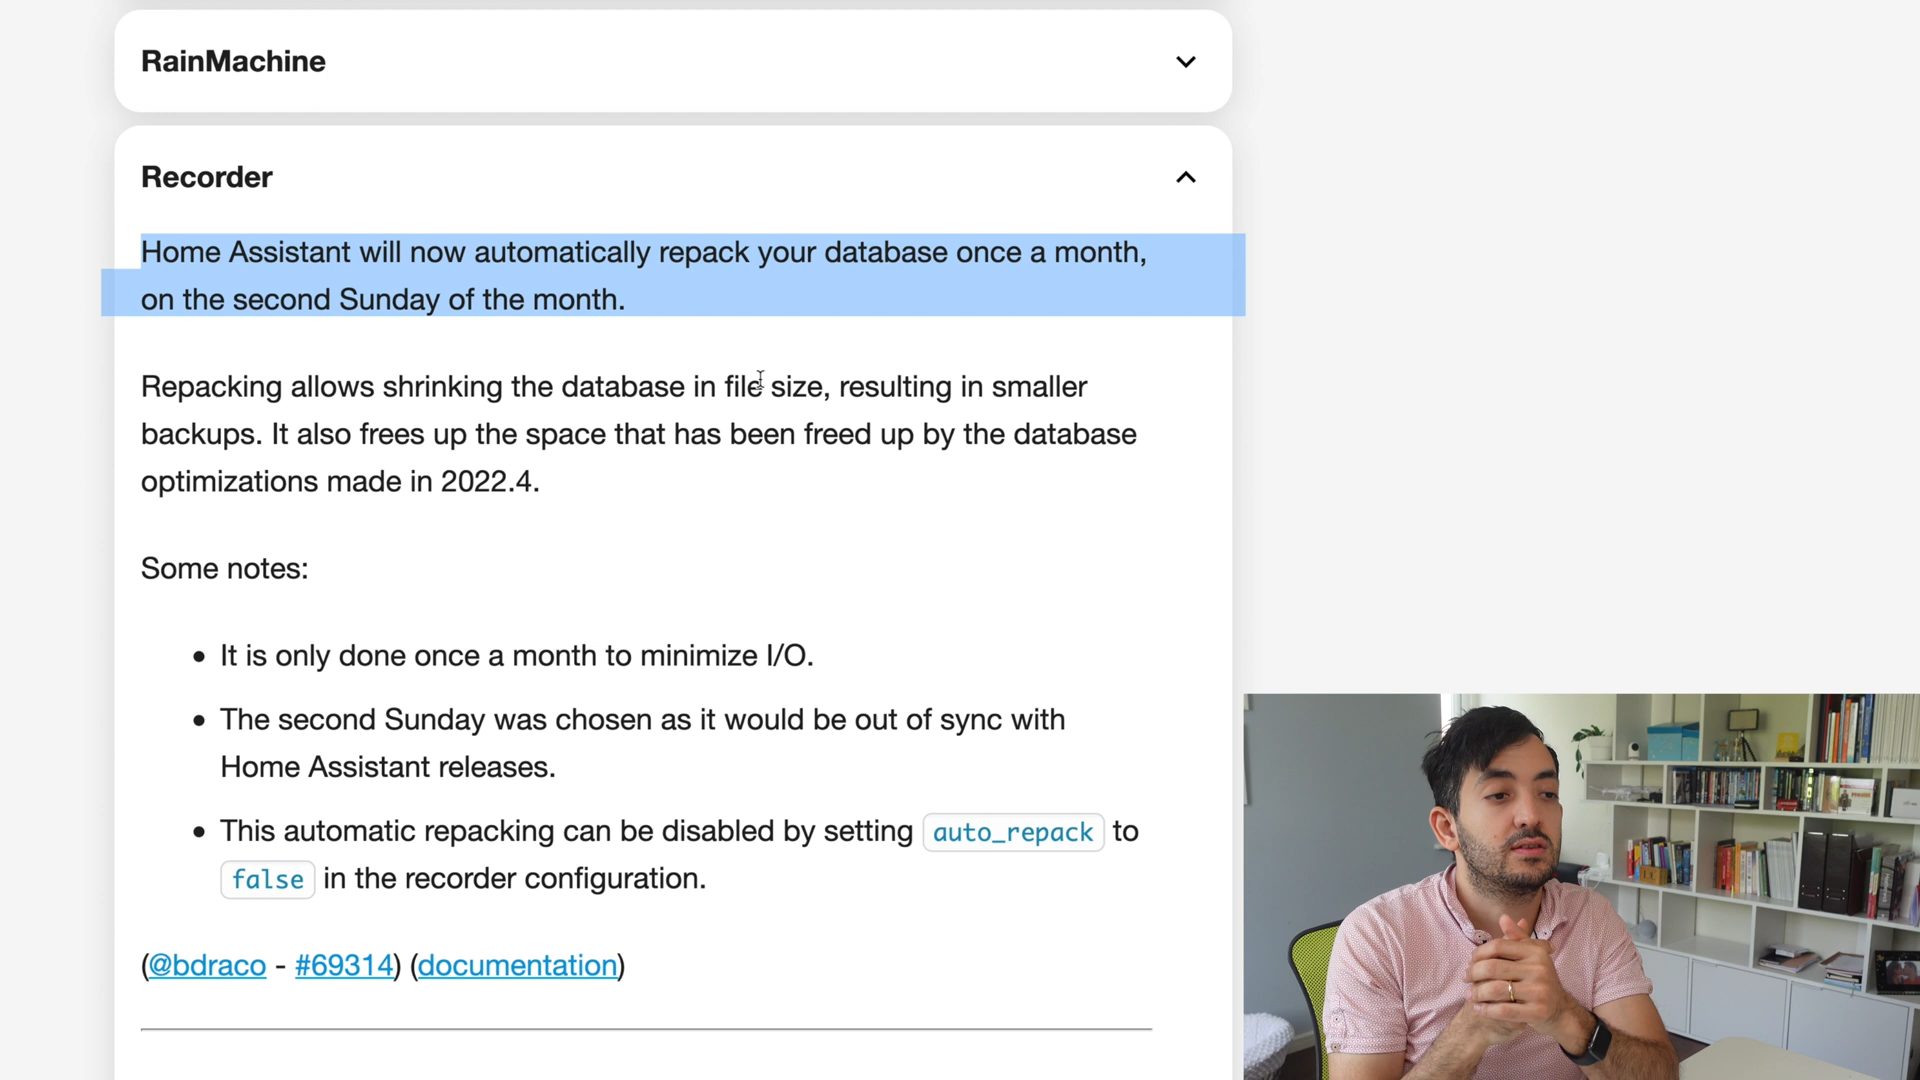 RainMachine
Recorder
Home Assistant will now automatically repack your database once a month,
on the second Sunday of the month.
Repacking allows shrinking the database in file size, resulting in smaller
backups. It also frees up the space that has been freed up by the database
optimizations made in 2022.4.
Some notes:
• It is only done once a month to minimize I/O.
• The second Sunday was chosen as it would be out of sync with
Home Assistant releases.
• This automatic repacking can be disabled by setting auto_repack to
false in the recorder configuration.
(@bdraco - #69314) (documentation)